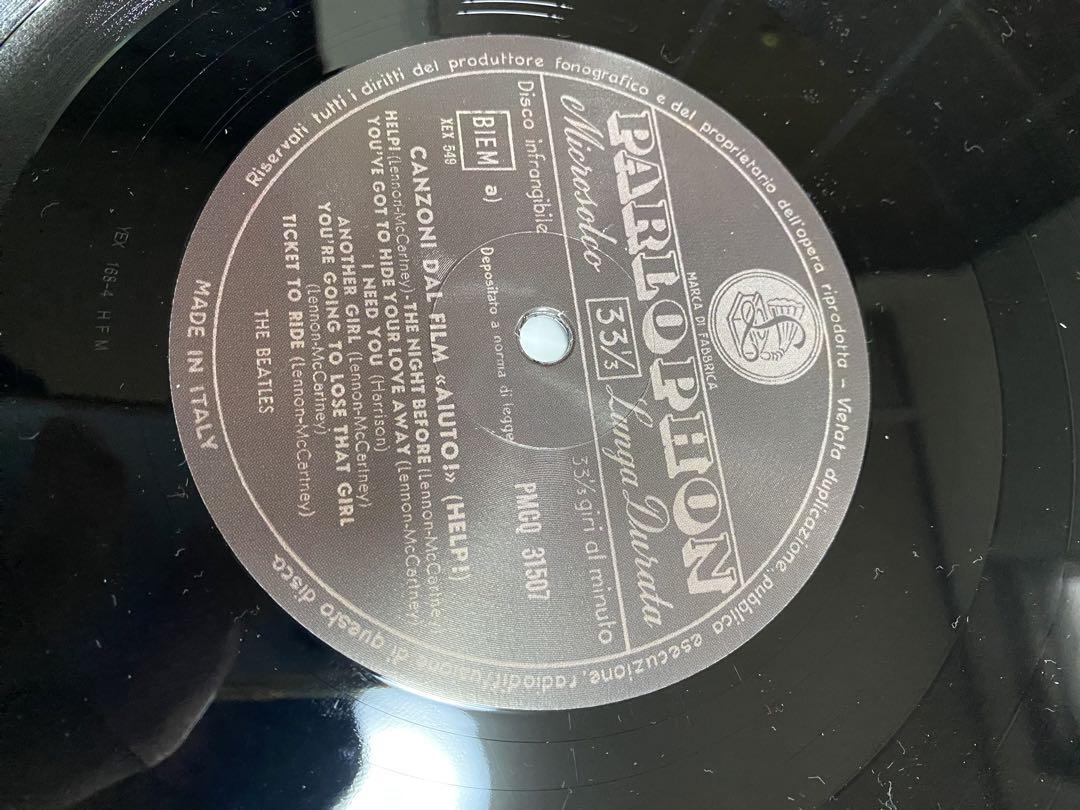 Riservati tutti i diritti del produttore fonografico e del proprietario dell'opera riprodotta - Vietata duplicazione, pubblica esecuzione, radiodiffusione di questo disco.
MARCA DI FABBRICA
PARLOPHON
Microsolco 33⅓ Lunga Durata
Disco infrangibile 33⅓ giri al minuto
BIEM a)
XEX 549
Depositato a norma di legge
PMCQ 31507
CANZONI DAL FILM «AIUTO!» (HELP!)
HELP! (Lennon-McCartney) - THE NIGHT BEFORE (Lennon-McCartney)
YOU'VE GOT TO HIDE YOUR LOVE AWAY (Lennon-McCartney)
I NEED YOU (Harrison)
ANOTHER GIRL (Lennon-McCartney)
YOU'RE GOING TO LOSE THAT GIRL
(Lennon-McCartney)
TICKET TO RIDE (Lennon-McCartney)
THE BEATLES
MADE IN ITALY
YEX 168-4 H F M